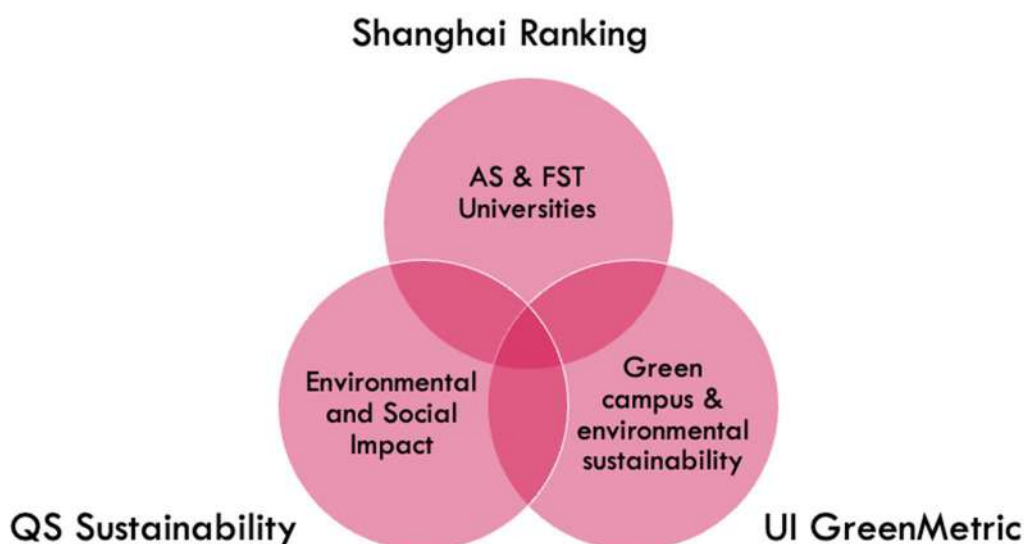 Shanghai Ranking
AS & FST
Universities
Environmental
and Social
Impact
Green
campus &
environmental
sustainability
QS Sustainability
UI GreenMetric